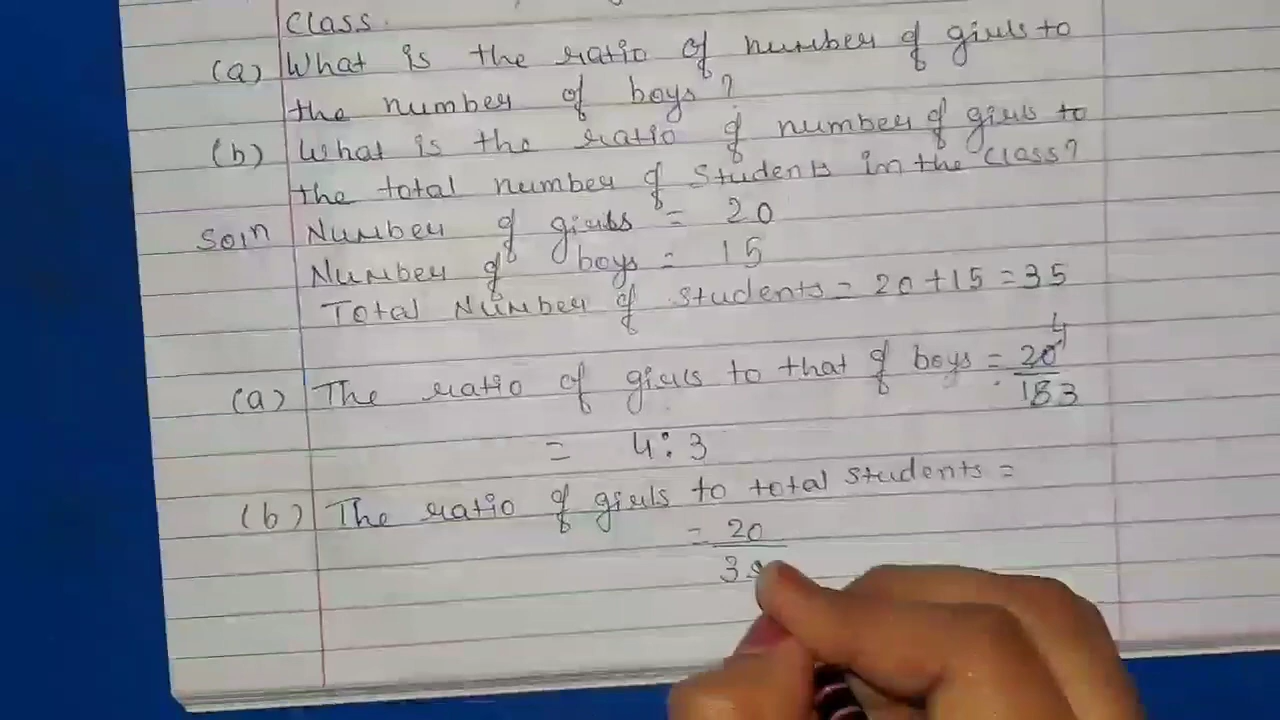 Class.
(a) What is the ratio of number of girls to
the number of boys?
(b) What is the ratio of number of girls to
the total number of students in the class?
Soln Number of girls = 20
Number of boys = 15
Total Number of students = 20+15 = 35
(a) The ratio of girls to that of boys = 20 4
15 3
= 4:3
(b) The ratio of girls to total students =
= 20